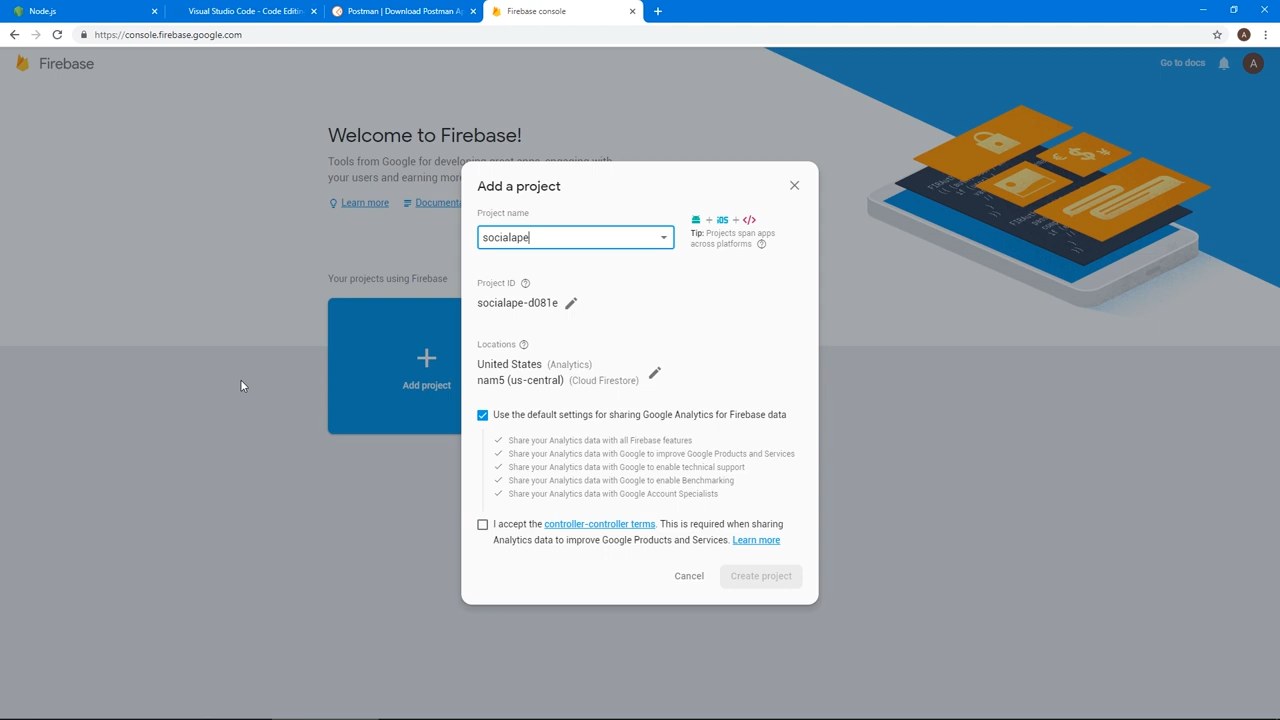 Node.js
Visual Studio Code - Code Editin
Postman | Download Postman A
Firebase console
https://console.firebase.google.com
A
Firebase
Go to docs
A
Welcome to Firebase!
Tools from Google for developing great apps, engaging with
your users and earning more
Learn more
Documenta
Your projects using Firebase
Add project
Add a project
Project name
socialape
+ iOS + </>
Tip: Projects span apps
across platforms
Project ID
socialape-d081e
Locations
United States (Analytics)
nam5 (us-central) (Cloud Firestore)
Use the default settings for sharing Google Analytics for Firebase data
Share your Analytics data with all Firebase features
Share your Analytics data with Google to improve Google Products and Services
Share your Analytics data with Google to enable technical support
Share your Analytics data with Google to enable Benchmarking
Share your Analytics data with Google Account Specialists
I accept the controller-controller terms. This is required when sharing
Analytics data to improve Google Products and Services. Learn more
Cancel
Create project